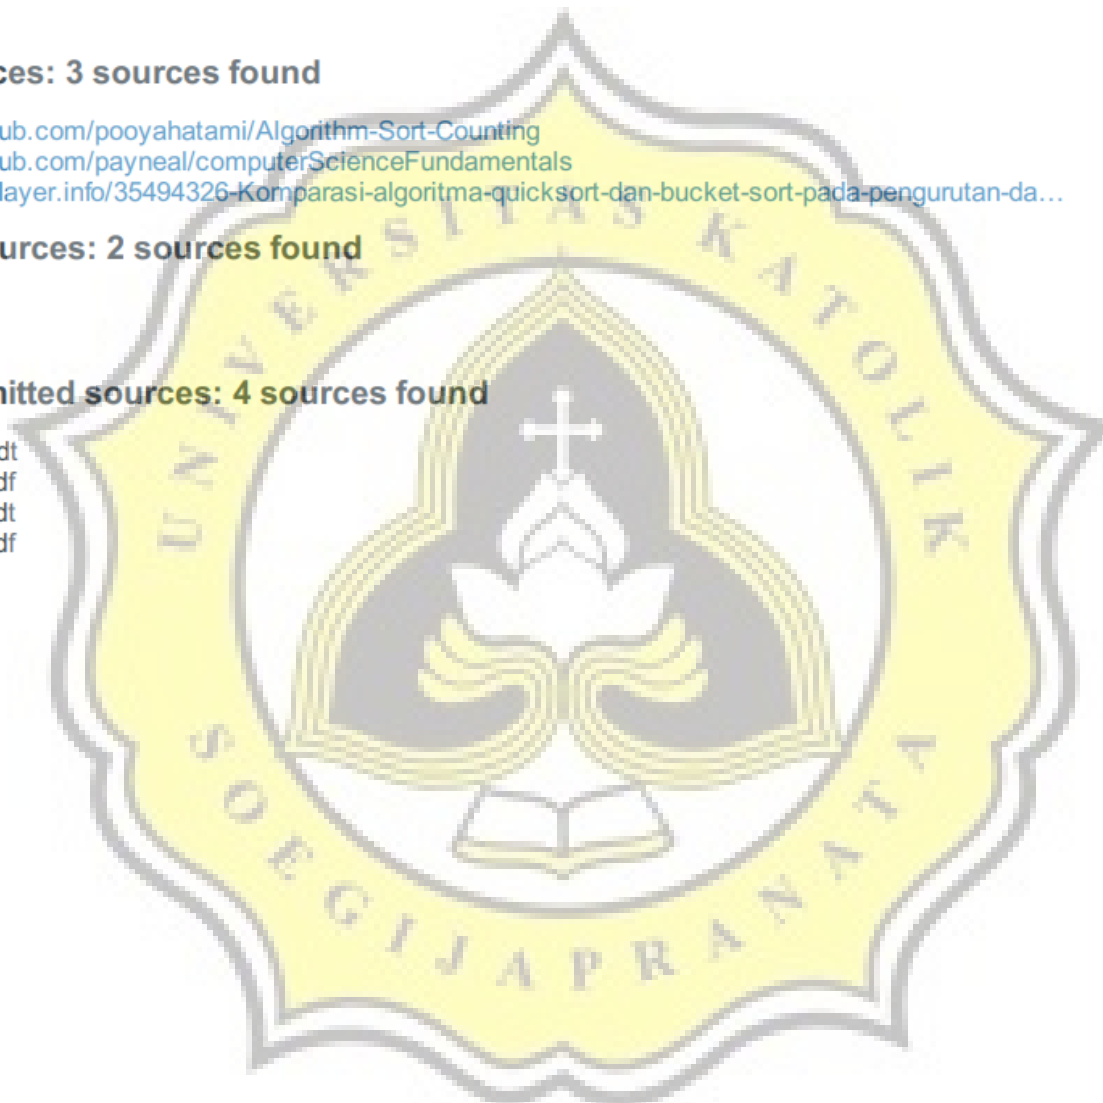 ces: 3 sources found
ub.com/pooyahatami/Algorithm-Sort-Counting
ub.com/payneal/computerScienceFundamentals
layer.info/35494326-Komparasi-algoritma-quicksort-dan-bucket-sort-pada-pengurutan-da…
urces: 2 sources found
mitted sources: 4 sources found
dt
df
dt
df
UNIVERSITAS KATOLIK
SOEGIJAPRANATA